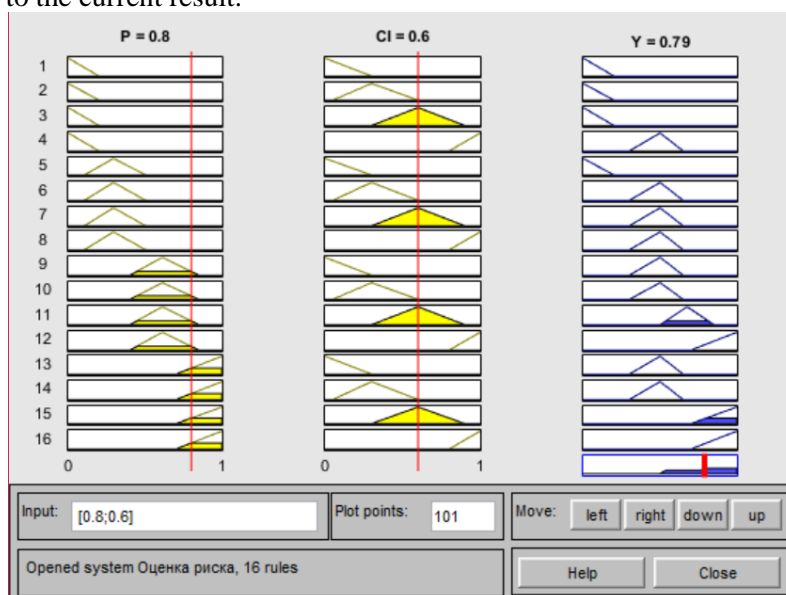 to the current result.
P = 0.8
CI = 0.6
Y = 0.79
1
2
3
4
5
6
7
8
9
10
11
12
13
14
15
16
0 1
0 1
Input: [0.8;0.6]
Plot points: 101
Move: left right down up
Opened system Оценка риска, 16 rules
Help Close